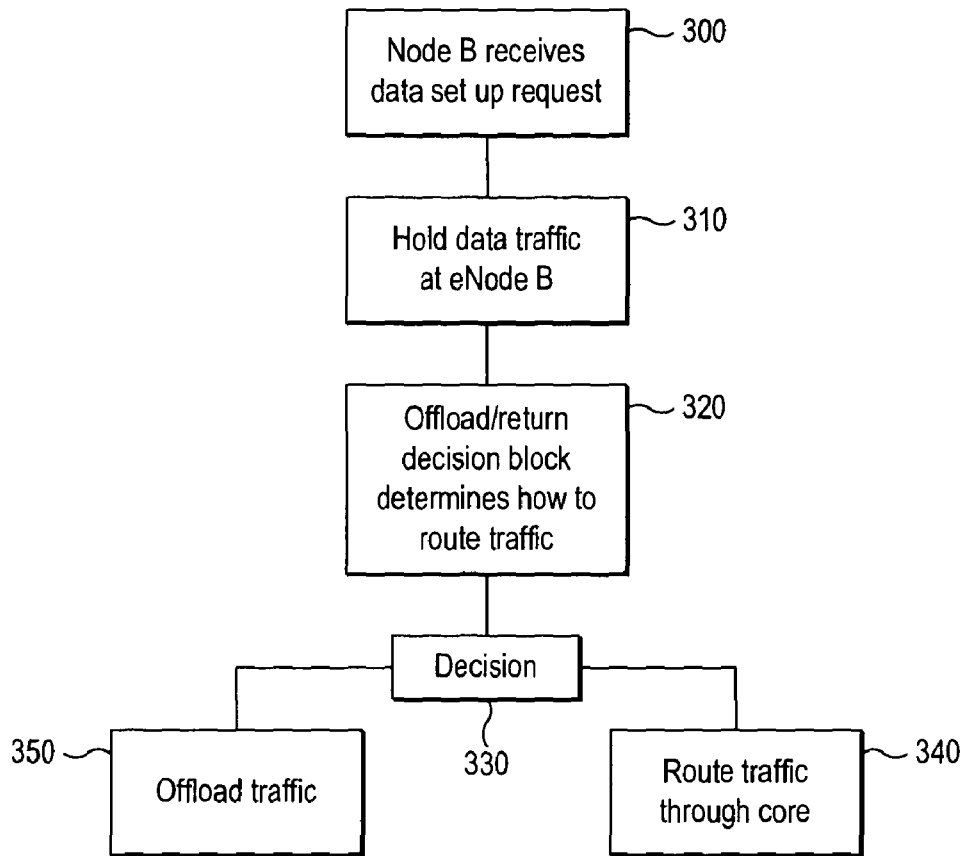 300
Node B receives
data set up request
310
Hold data traffic
at eNode B
320
Offload/return
decision block
determines how to
route traffic
Decision
330
350
Offload traffic
340
Route traffic
through core